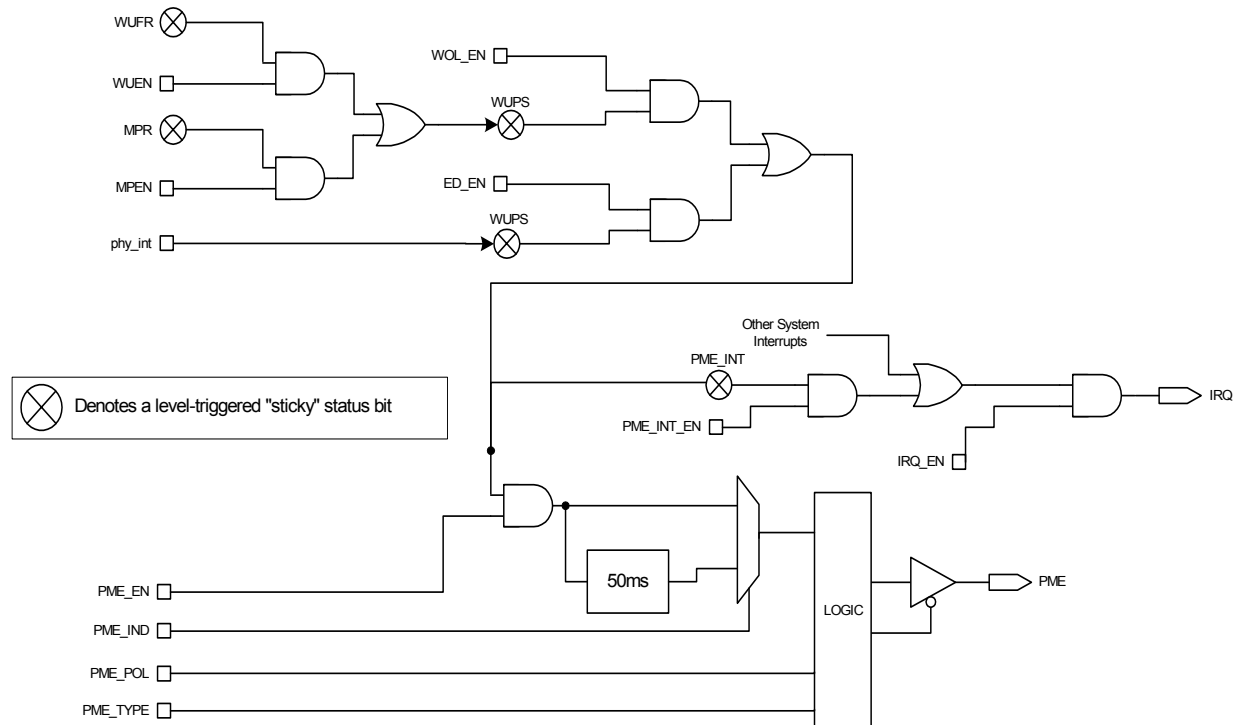 WUFR
WUEN
MPR
MPEN
phy_int
WOL_EN
WUPS
ED_EN
WUPS
Other System
Interrupts
PME_INT
PME_INT_EN
IRQ_EN
IRQ
Denotes a level-triggered "sticky" status bit
50ms
LOGIC
PME
PME_EN
PME_IND
PME_POL
PME_TYPE